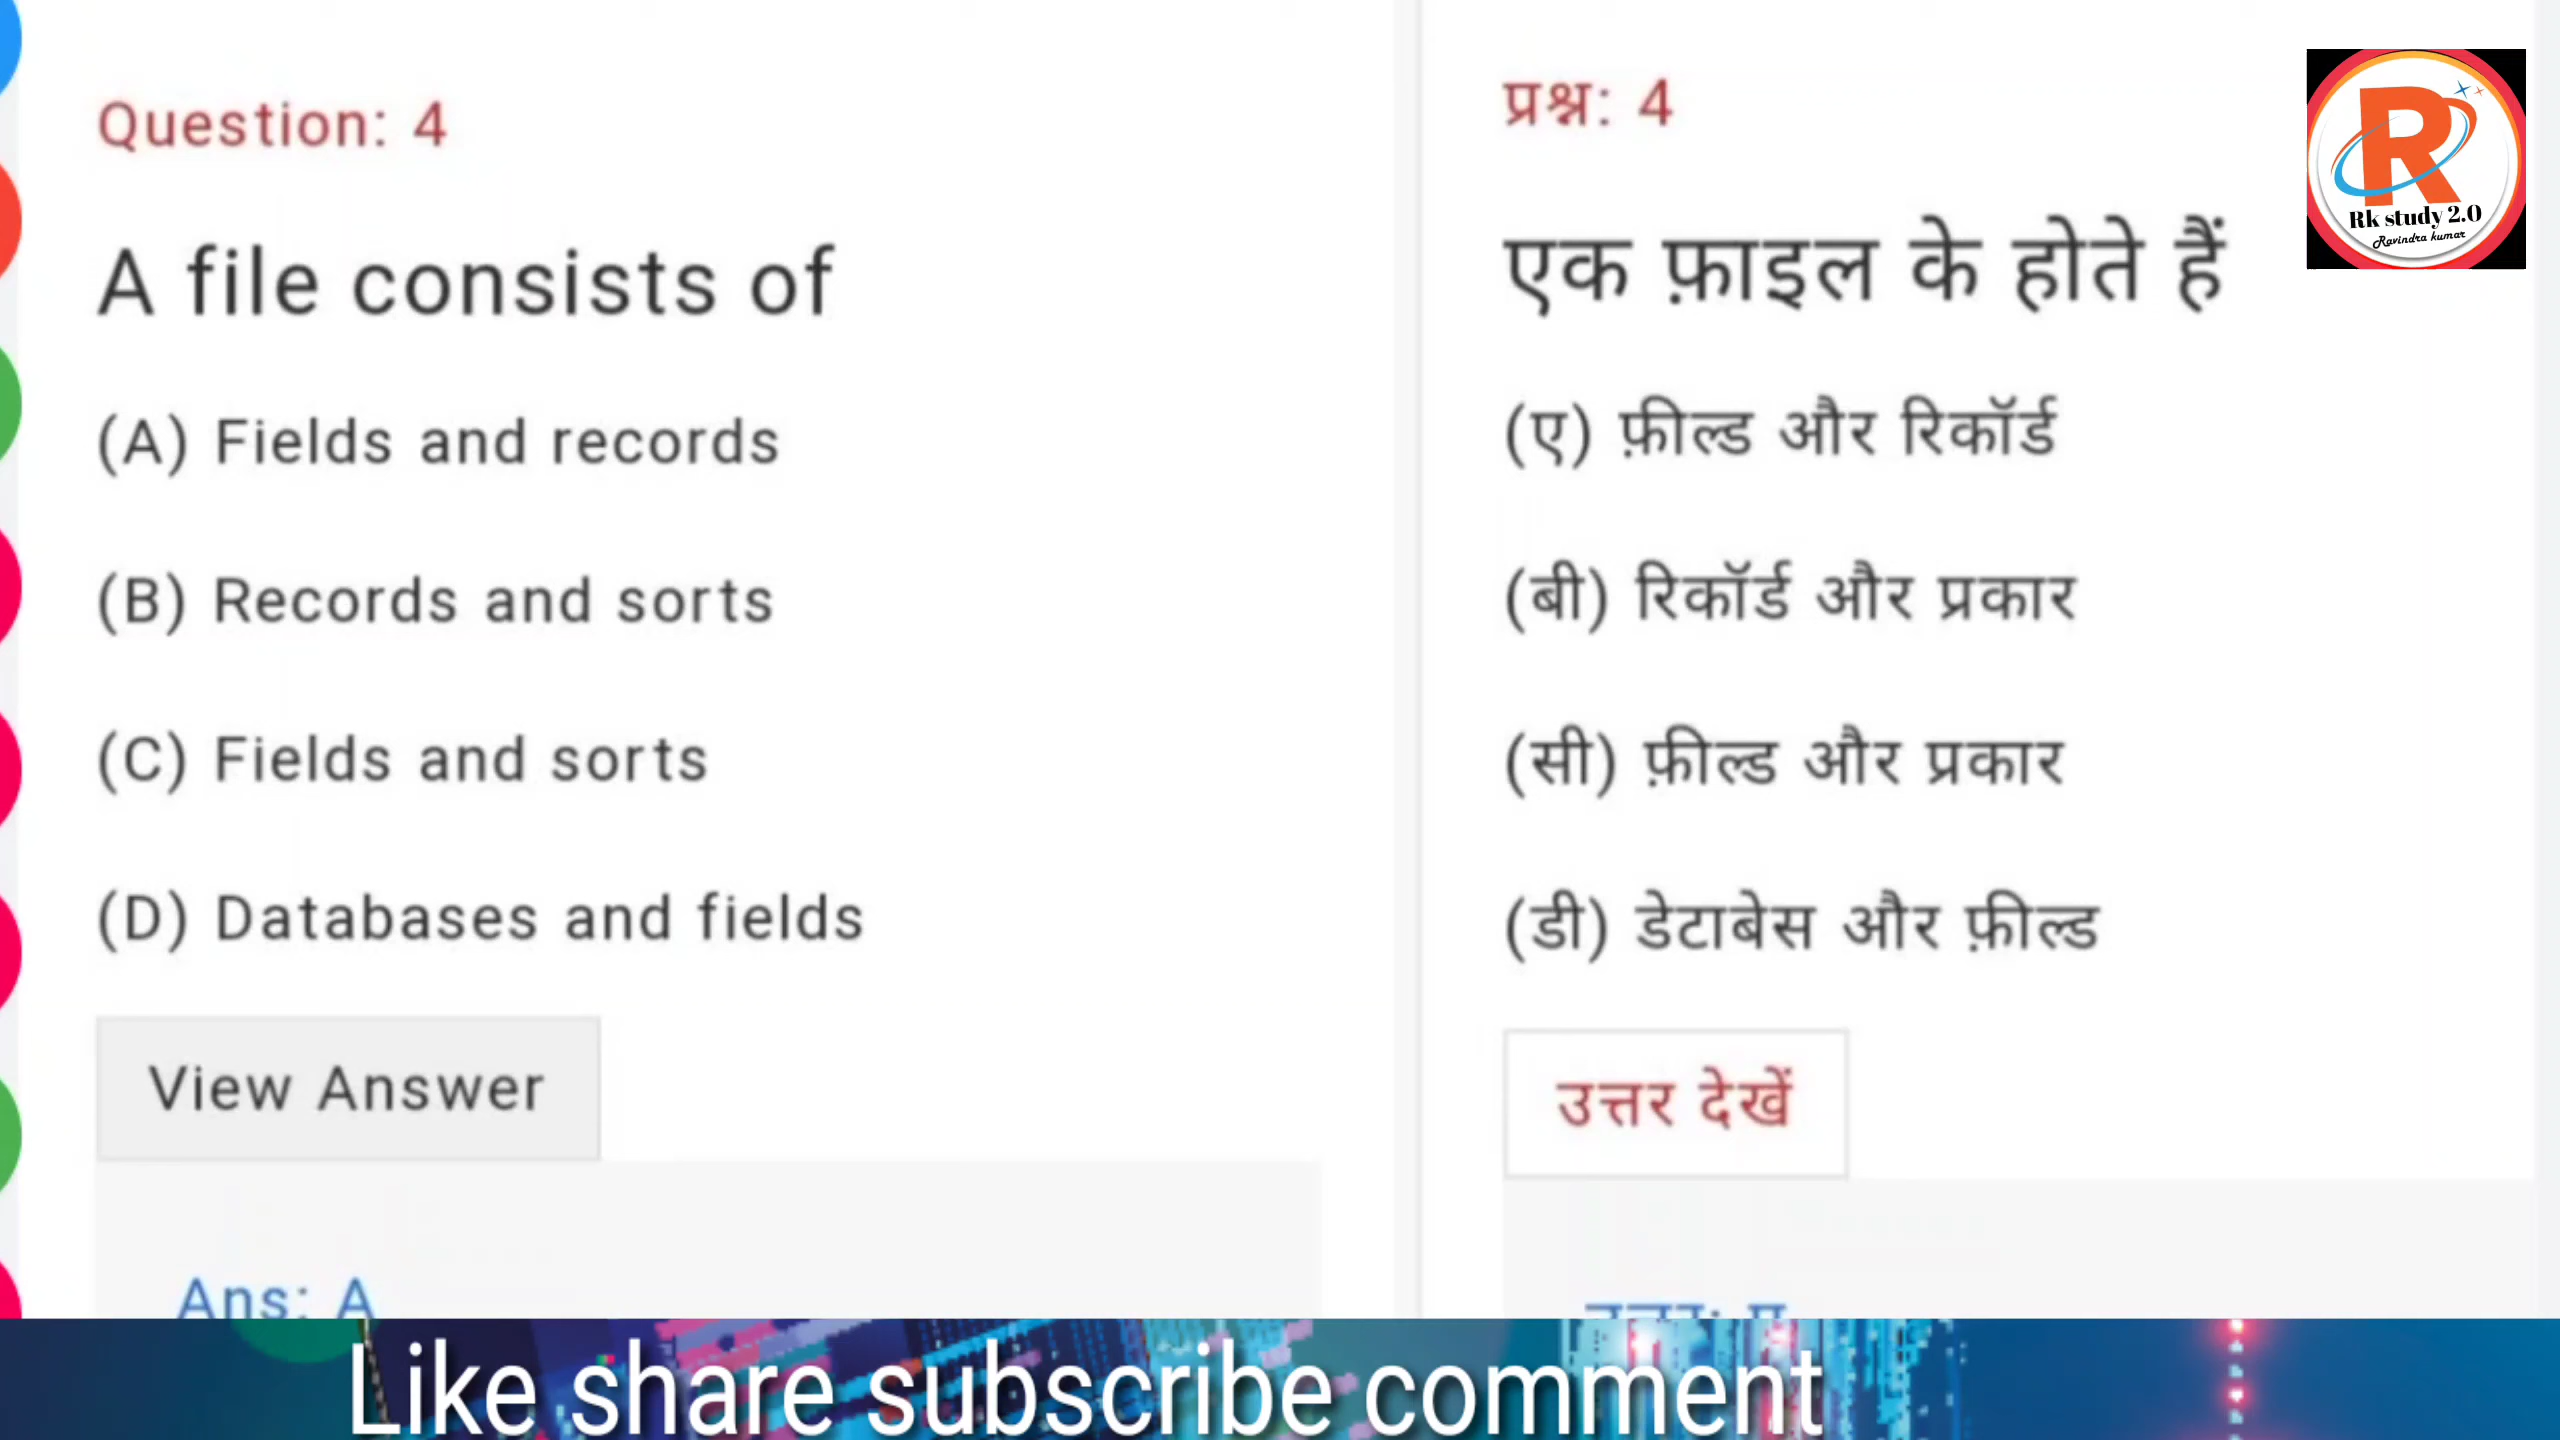 Question: 4
A file consists of
(A) Fields and records
(B) Records and sorts
(C) Fields and sorts
(D) Databases and fields
View Answer
Ans: A
प्रश्न: 4
एक फ़ाइल के होते हैं
(ए) फ़ील्ड और रिकॉर्ड
(बी) रिकॉर्ड और प्रकार
(सी) फ़ील्ड और प्रकार
(डी) डेटाबेस और फ़ील्ड
उत्तर देखें
R
Rk study 2.0
Ravindra kumar
Like share subscribe comment